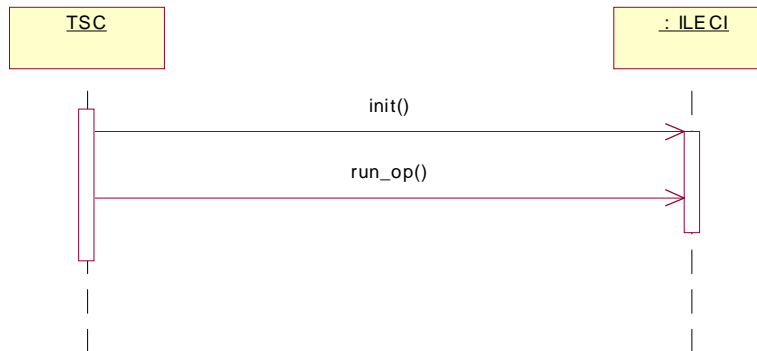 TSC
: ILECI
init()
run_op()